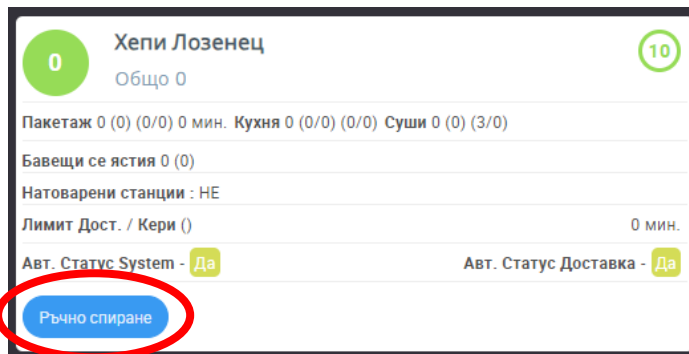 0
Хепи Лозенец
10
Общо 0
Пакетаж 0 (0) (0/0) 0 мин. Кухня 0 (0/0) (0/0) Суши 0 (0) (3/0)
Бавещи се ястия 0 (0)
Натоварени станции : НЕ
Лимит Дост. / Кери () 0 мин.
Авт. Статус System - Да Авт. Статус Доставка - Да
Ръчно спиране